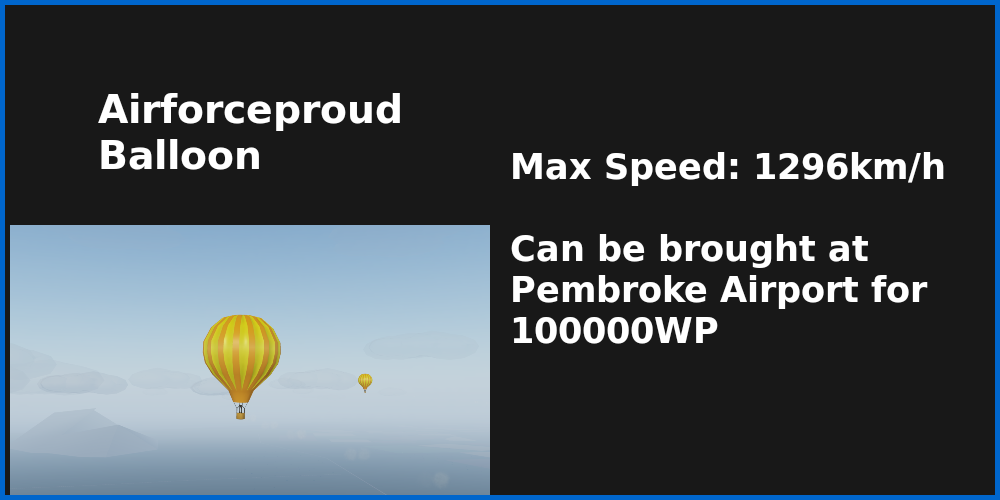 Airforceproud
Balloon
Max Speed: 1296km/h
Can be brought at
Pembroke Airport for
100000WP